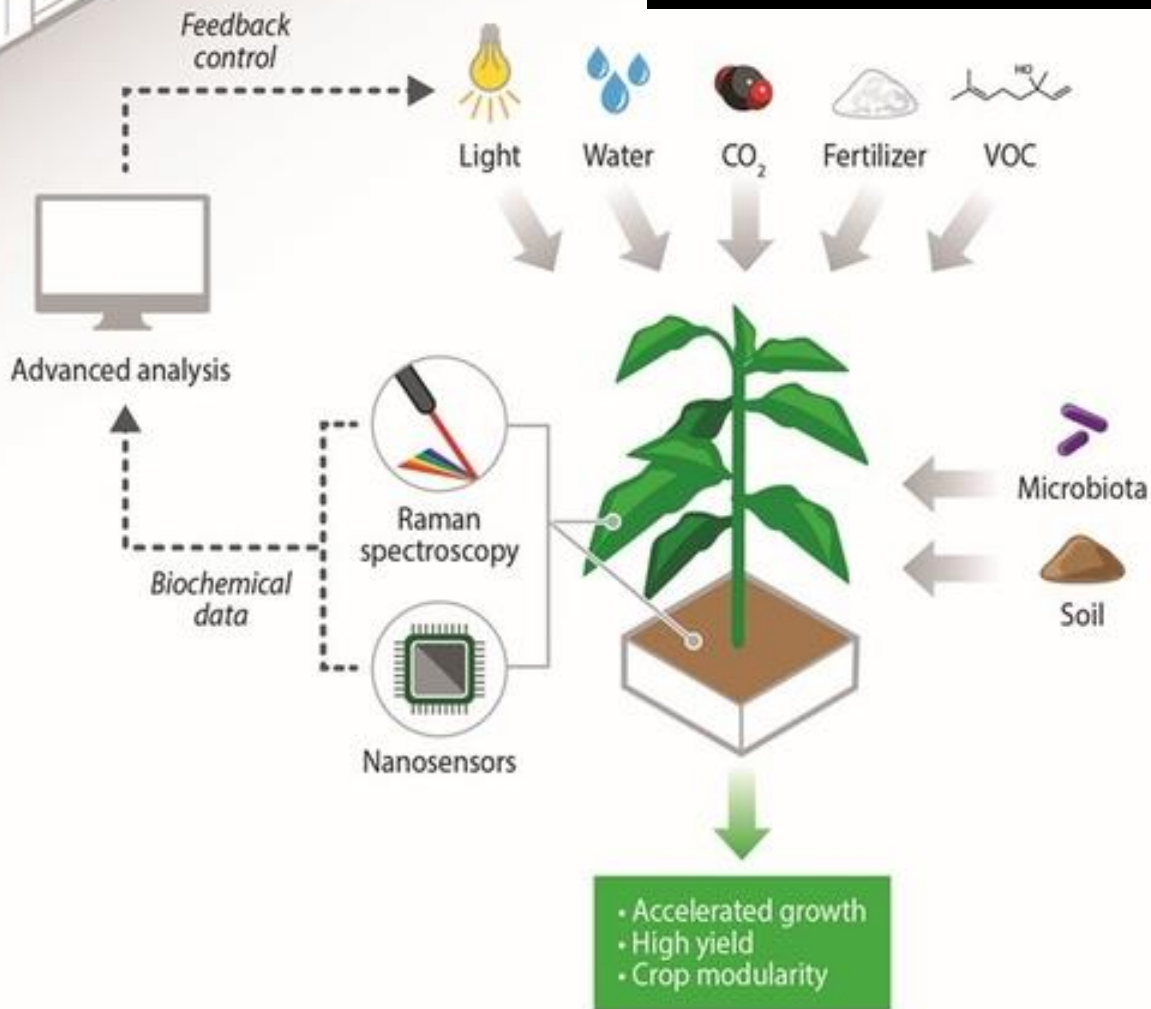 Feedback
control
Light
Water
CO₂
Fertilizer
HO
VOC
Advanced analysis
Raman
spectroscopy
Microbiota
Soil
Biochemical
data
Nanosensors
• Accelerated growth
• High yield
• Crop modularity